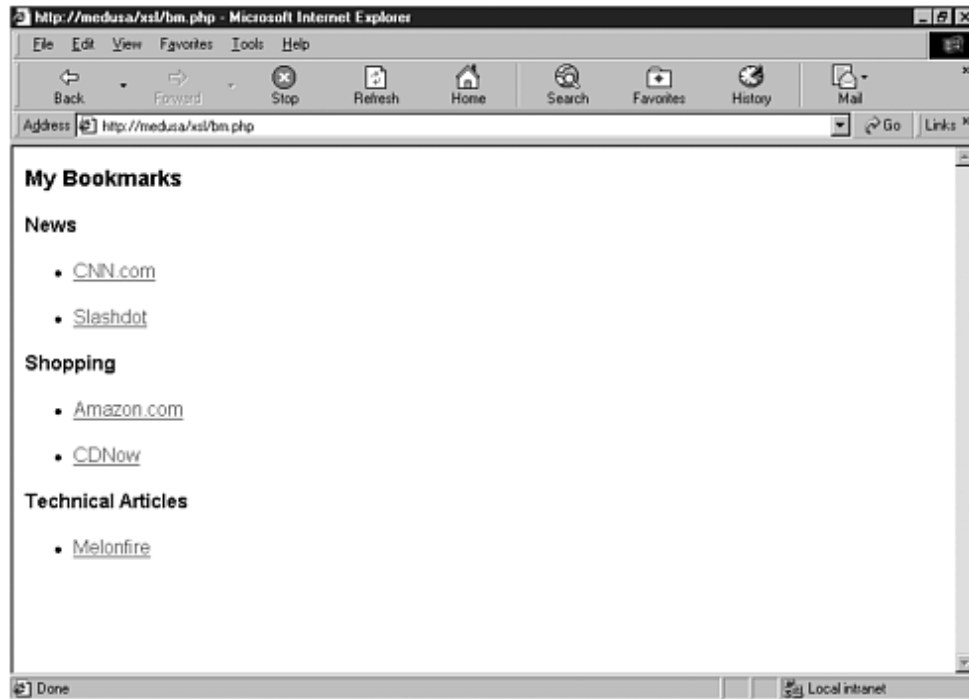 http://medusa/xsl/bm.php - Microsoft Internet Explorer
File Edit View Favorites Tools Help
Back Forward Stop Refresh Home Search Favorites History Mail »
Address http://medusa/xsl/bm.php Go Links »
My Bookmarks
News
• CNN.com
• Slashdot
Shopping
• Amazon.com
• CDNow
Technical Articles
• Melonfire
Done Local intranet